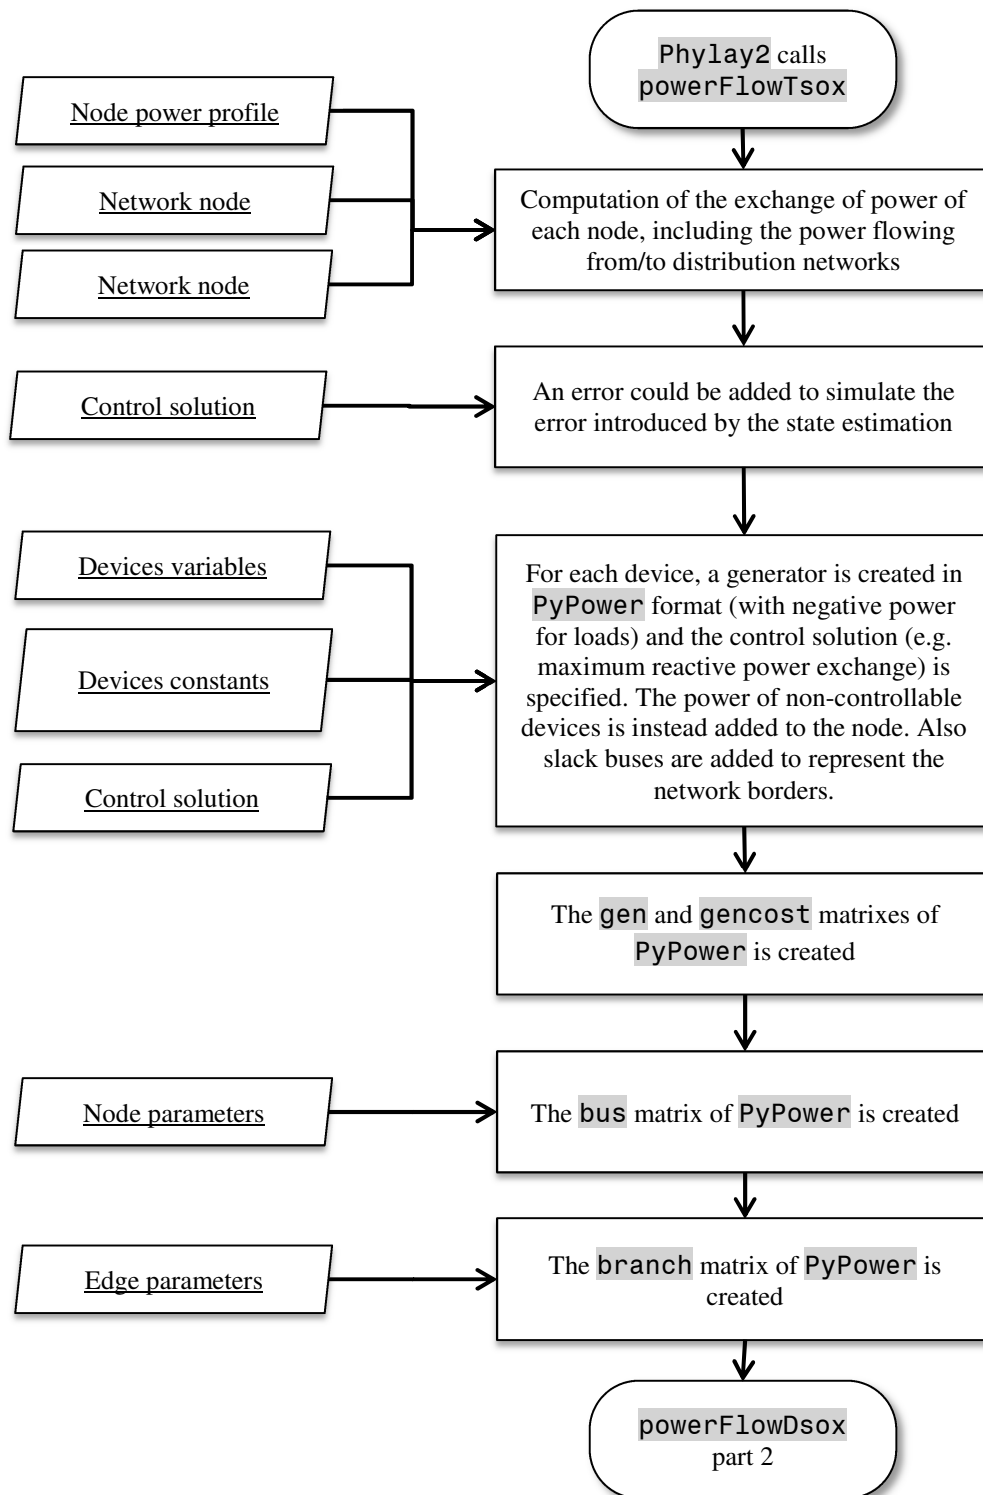 Phylay2 calls
powerFlowTsox
Node power profile
Network node
Network node
Computation of the exchange of power of
each node, including the power flowing
from/to distribution networks
Control solution
An error could be added to simulate the
error introduced by the state estimation
Devices variables
Devices constants
Control solution
For each device, a generator is created in
PyPower format (with negative power
for loads) and the control solution (e.g.
maximum reactive power exchange) is
specified. The power of non-controllable
devices is instead added to the node. Also
slack buses are added to represent the
network borders.
The gen and gencost matrixes of
PyPower is created
Node parameters
The bus matrix of PyPower is created
Edge parameters
The branch matrix of PyPower is
created
powerFlowDsox
part 2